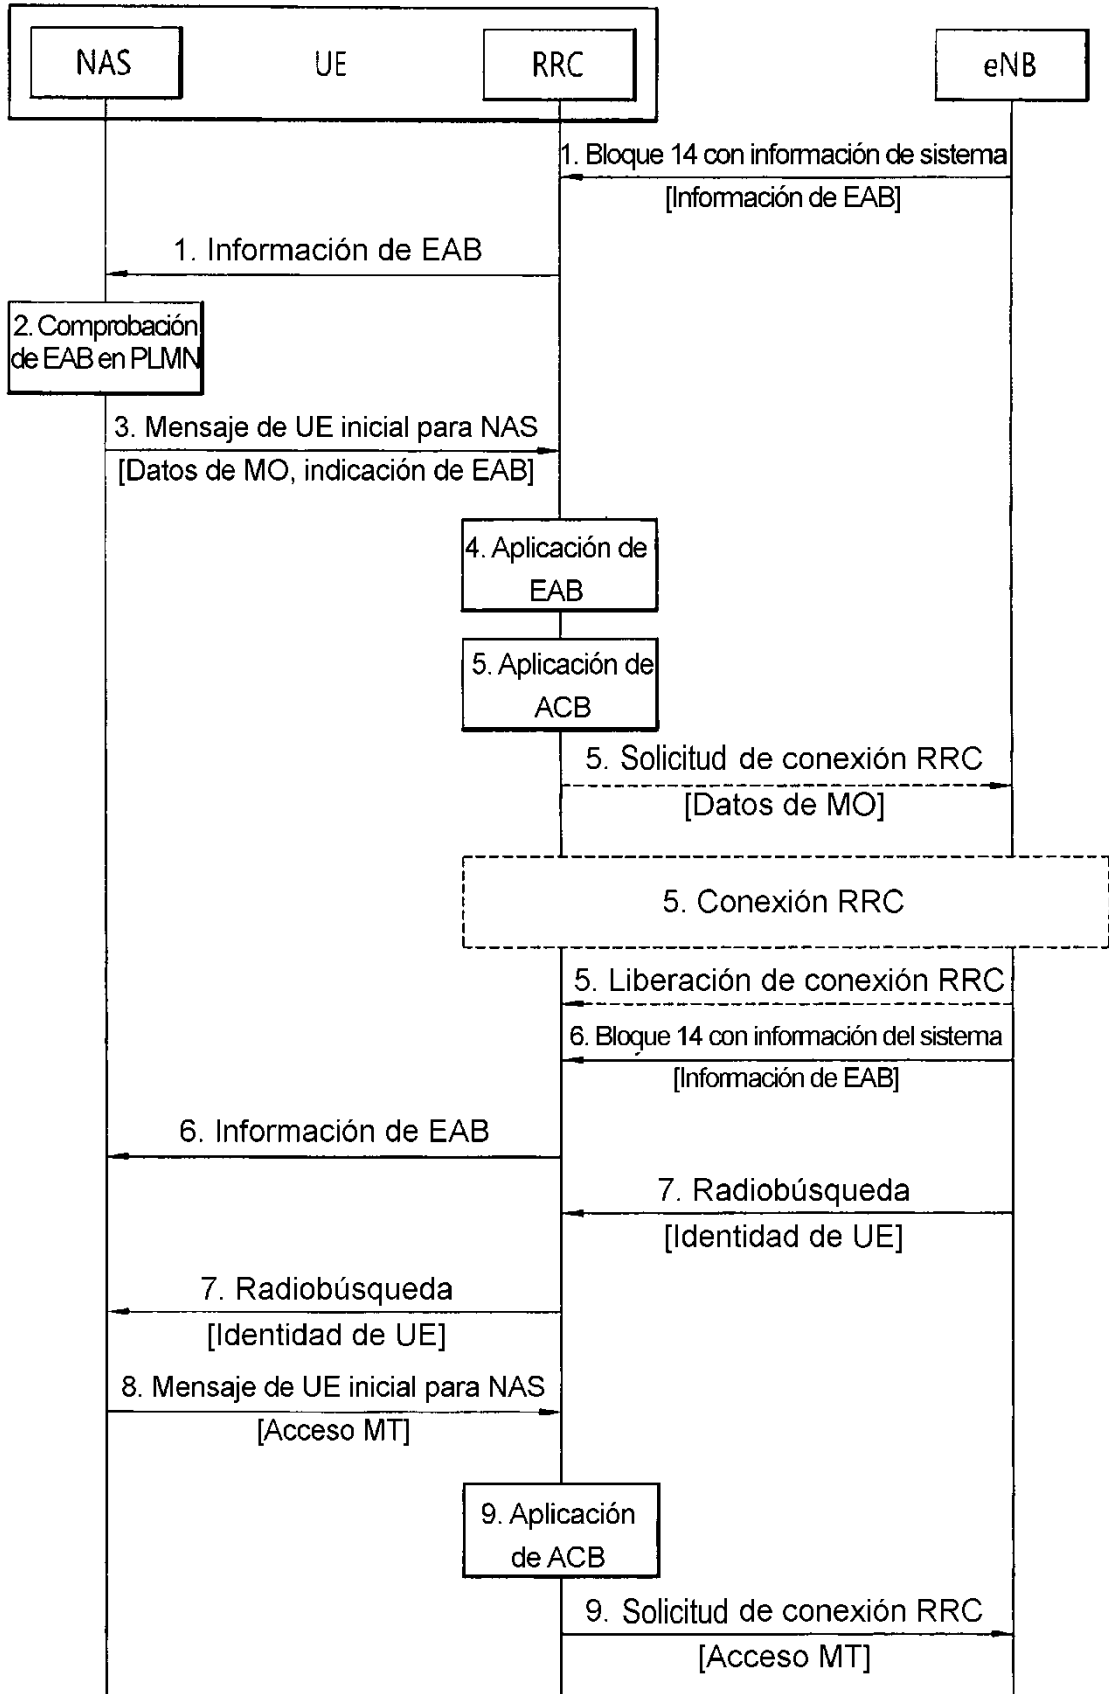 NAS
UE
RRC
eNB
1. Bloque 14 con información de sistema
[Información de EAB]
1. Información de EAB
2. Comprobación
de EAB en PLMN
3. Mensaje de UE inicial para NAS
[Datos de MO, indicación de EAB]
4. Aplicación de
EAB
5. Aplicación de
ACB
5. Solicitud de conexión RRC
[Datos de MO]
5. Conexión RRC
5. Liberación de conexión RRC
6. Bloque 14 con información del sistema
[Información de EAB]
6. Información de EAB
7. Radiobúsqueda
[Identidad de UE]
7. Radiobúsqueda
[Identidad de UE]
8. Mensaje de UE inicial para NAS
[Acceso MT]
9. Aplicación
de ACB
9. Solicitud de conexión RRC
[Acceso MT]